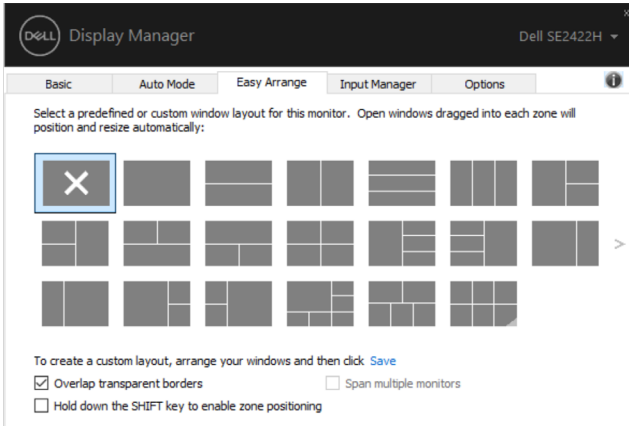 DELL Display Manager
Dell SE2422H
Basic Auto Mode Easy Arrange Input Manager Options
Select a predefined or custom window layout for this monitor. Open windows dragged into each zone will
position and resize automatically:
To create a custom layout, arrange your windows and then click Save
Overlap transparent borders Span multiple monitors
Hold down the SHIFT key to enable zone positioning